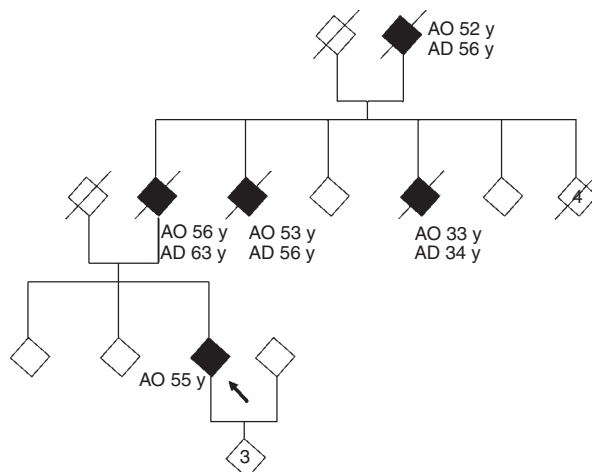 AO 52 y
AD 56 y
4
AO 56 y
AD 63 y
AO 53 y
AD 56 y
AO 33 y
AD 34 y
AO 55 y
3